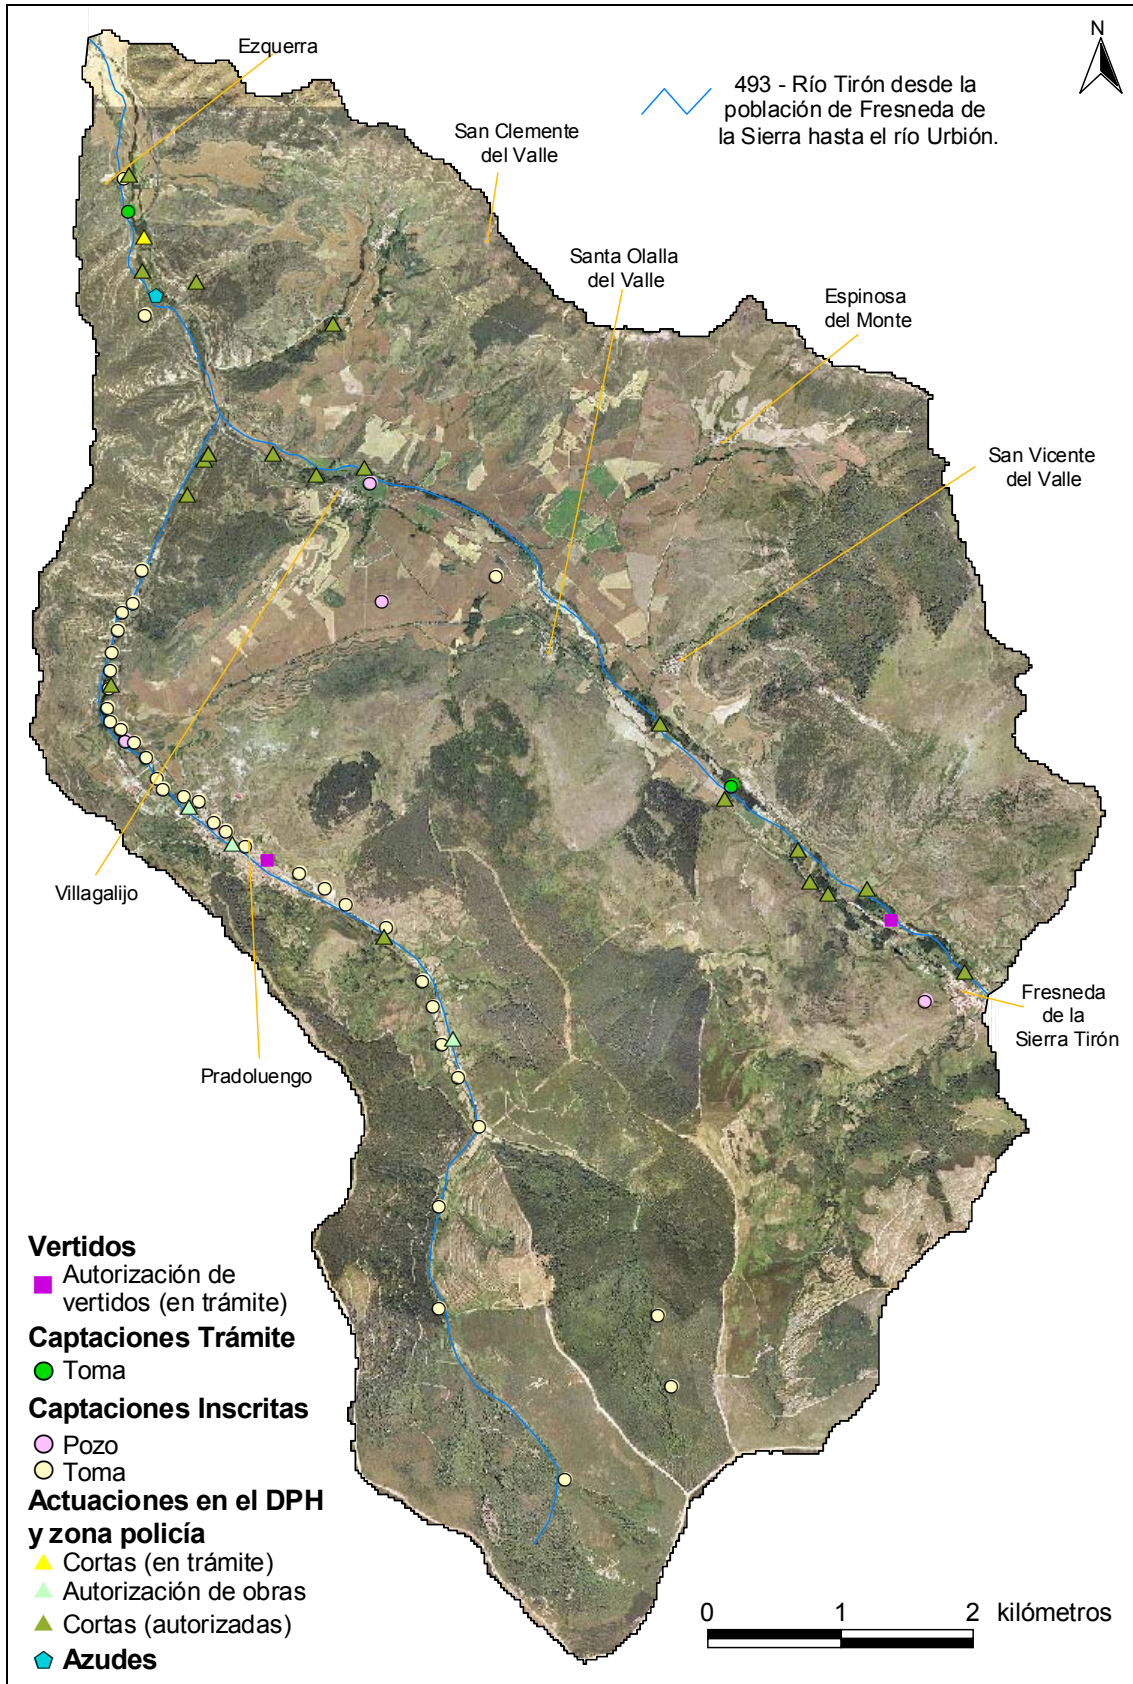 N
493 - Río Tirón desde la
población de Fresneda de
la Sierra hasta el río Urbión.
Ezquerra
San Clemente
del Valle
Santa Olalla
del Valle
Espinosa
del Monte
San Vicente
del Valle
Villagalijo
Pradoluengo
Fresneda
de la
Sierra Tirón
Vertidos
Autorización de
vertidos (en trámite)
Captaciones Trámite
Toma
Captaciones Inscritas
Pozo
Toma
Actuaciones en el DPH
y zona policía
Cortas (en trámite)
Autorización de obras
Cortas (autorizadas)
Azudes
0 1 2 kilómetros